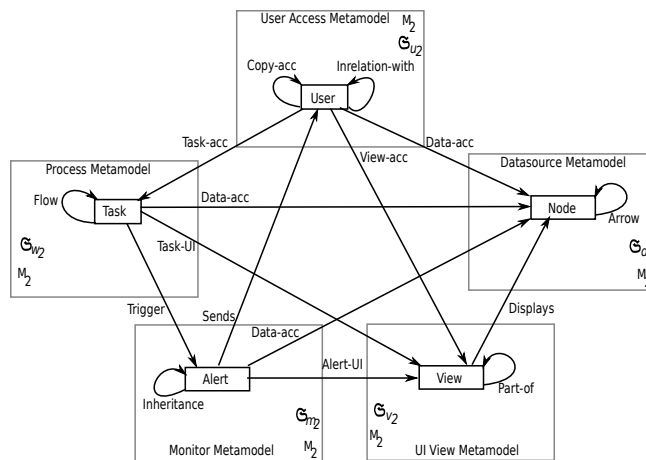 User Access Metamodel
M2
𝔊u2
Copy-acc
Inrelation-with
User
Task-acc
View-acc
Data-acc
Process Metamodel
Datasource Metamodel
Flow
Task
Data-acc
Node
Arrow
𝔊w2
M2
Task-UI
𝔊d
M2
Trigger
Sends
Data-acc
Displays
Alert-UI
Alert
View
Inheritance
Part-of
𝔊m2
M2
𝔊v2
M2
Monitor Metamodel
UI View Metamodel